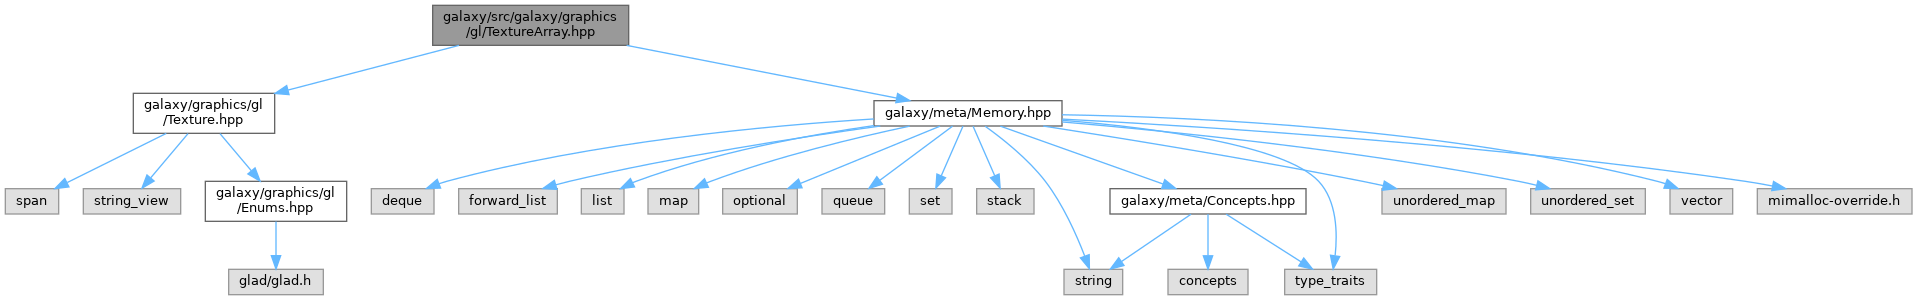 galaxy/src/galaxy/graphics
/gl/TextureArray.hpp
galaxy/graphics/gl
/Texture.hpp
galaxy/meta/Memory.hpp
span
string_view
galaxy/graphics/gl
/Enums.hpp
deque
forward_list
list
map
optional
queue
set
stack
galaxy/meta/Concepts.hpp
unordered_map
unordered_set
vector
mimalloc-override.h
glad/glad.h
string
concepts
type_traits